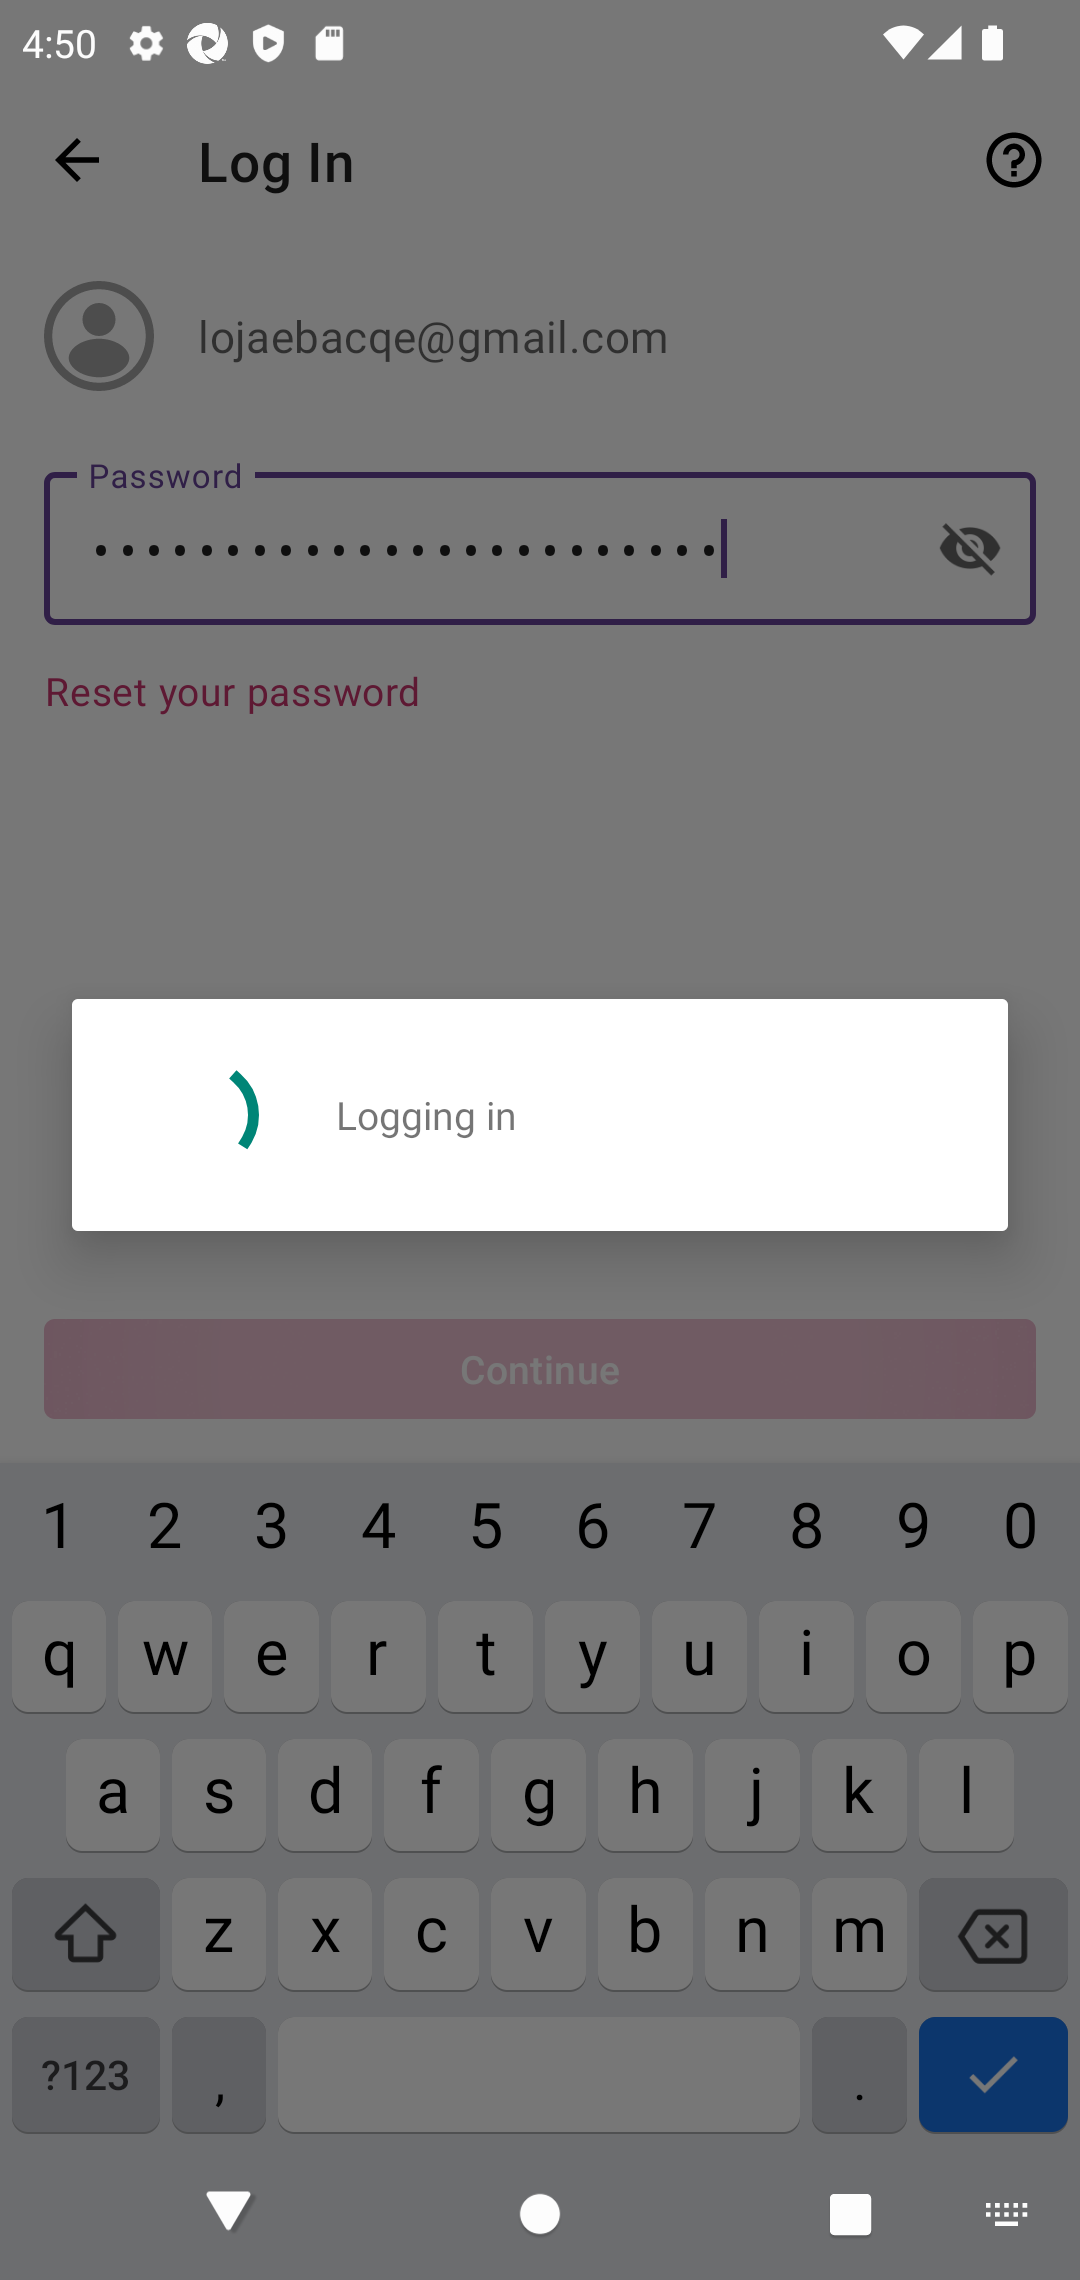 4:50
Log In
lojaebacqe@gmail.com
Password
•••••••••••••••••••••••• 
Reset your password
Logging in
Continue
1 2 3 4 5 6 7 8 9 0
q w e r t y u i o p
a s d f g h j k l
z x c v b n m
?123 , .